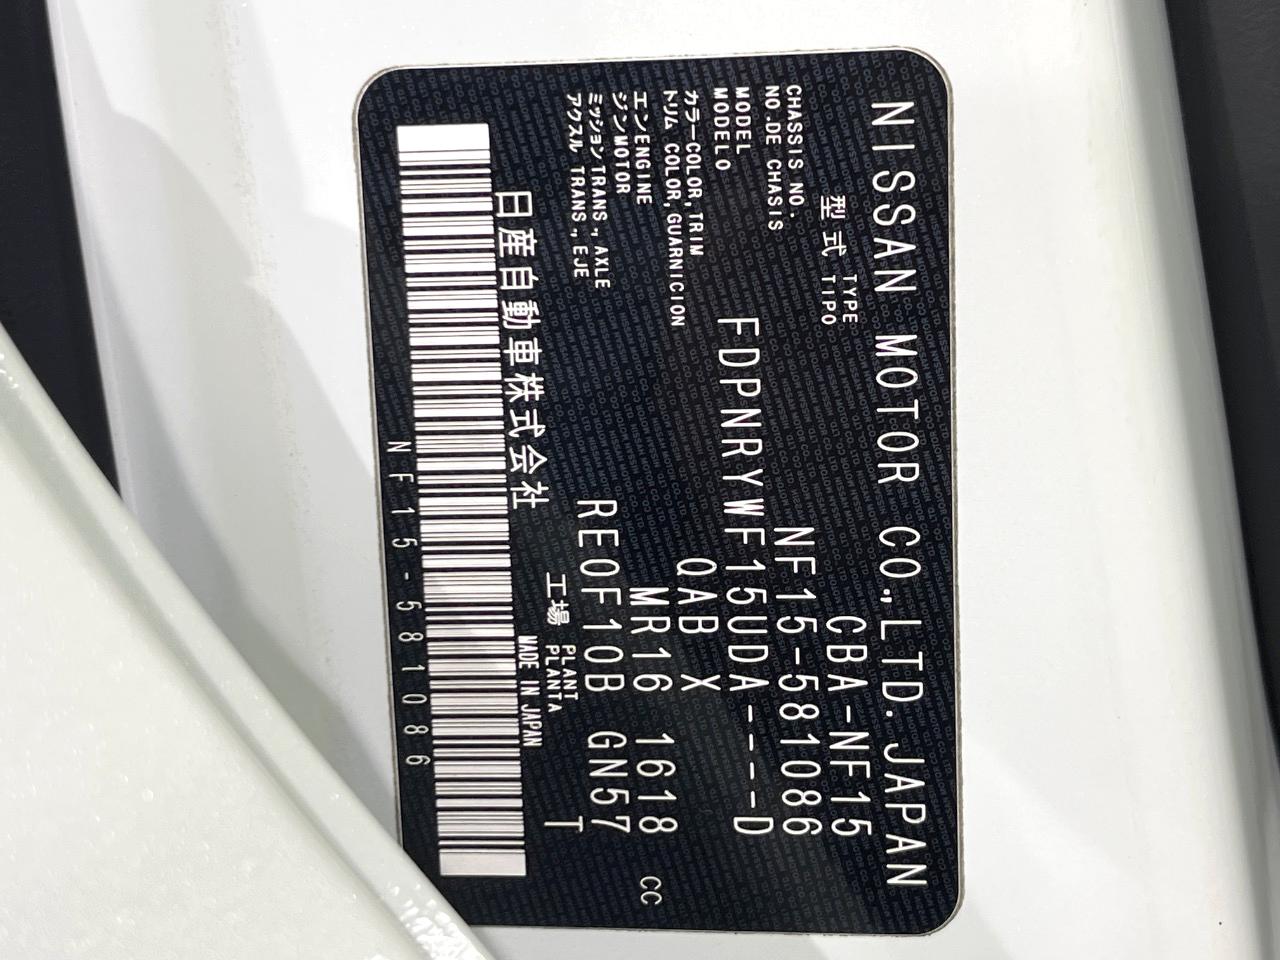 NISSAN MOTOR CO.,LTD. JAPAN
型式 TYPE TIPO CBA-NF15
CHASSIS NO. NO.DE CHASIS NF15-581086
MODEL MODELO FDPNRYWF15UDA----D
カラー COLOR,TRIM トリム COLOR,GUARNICION QAB X
エンジン ENGINE MOTOR MR16 1618 CC
ミッション TRANS.,AXLE アクスル TRANS.,EJE RE0F10B GN57
工場 PLANT PLANTA T
日産自動車株式会社 MADE IN JAPAN
NF15-581086